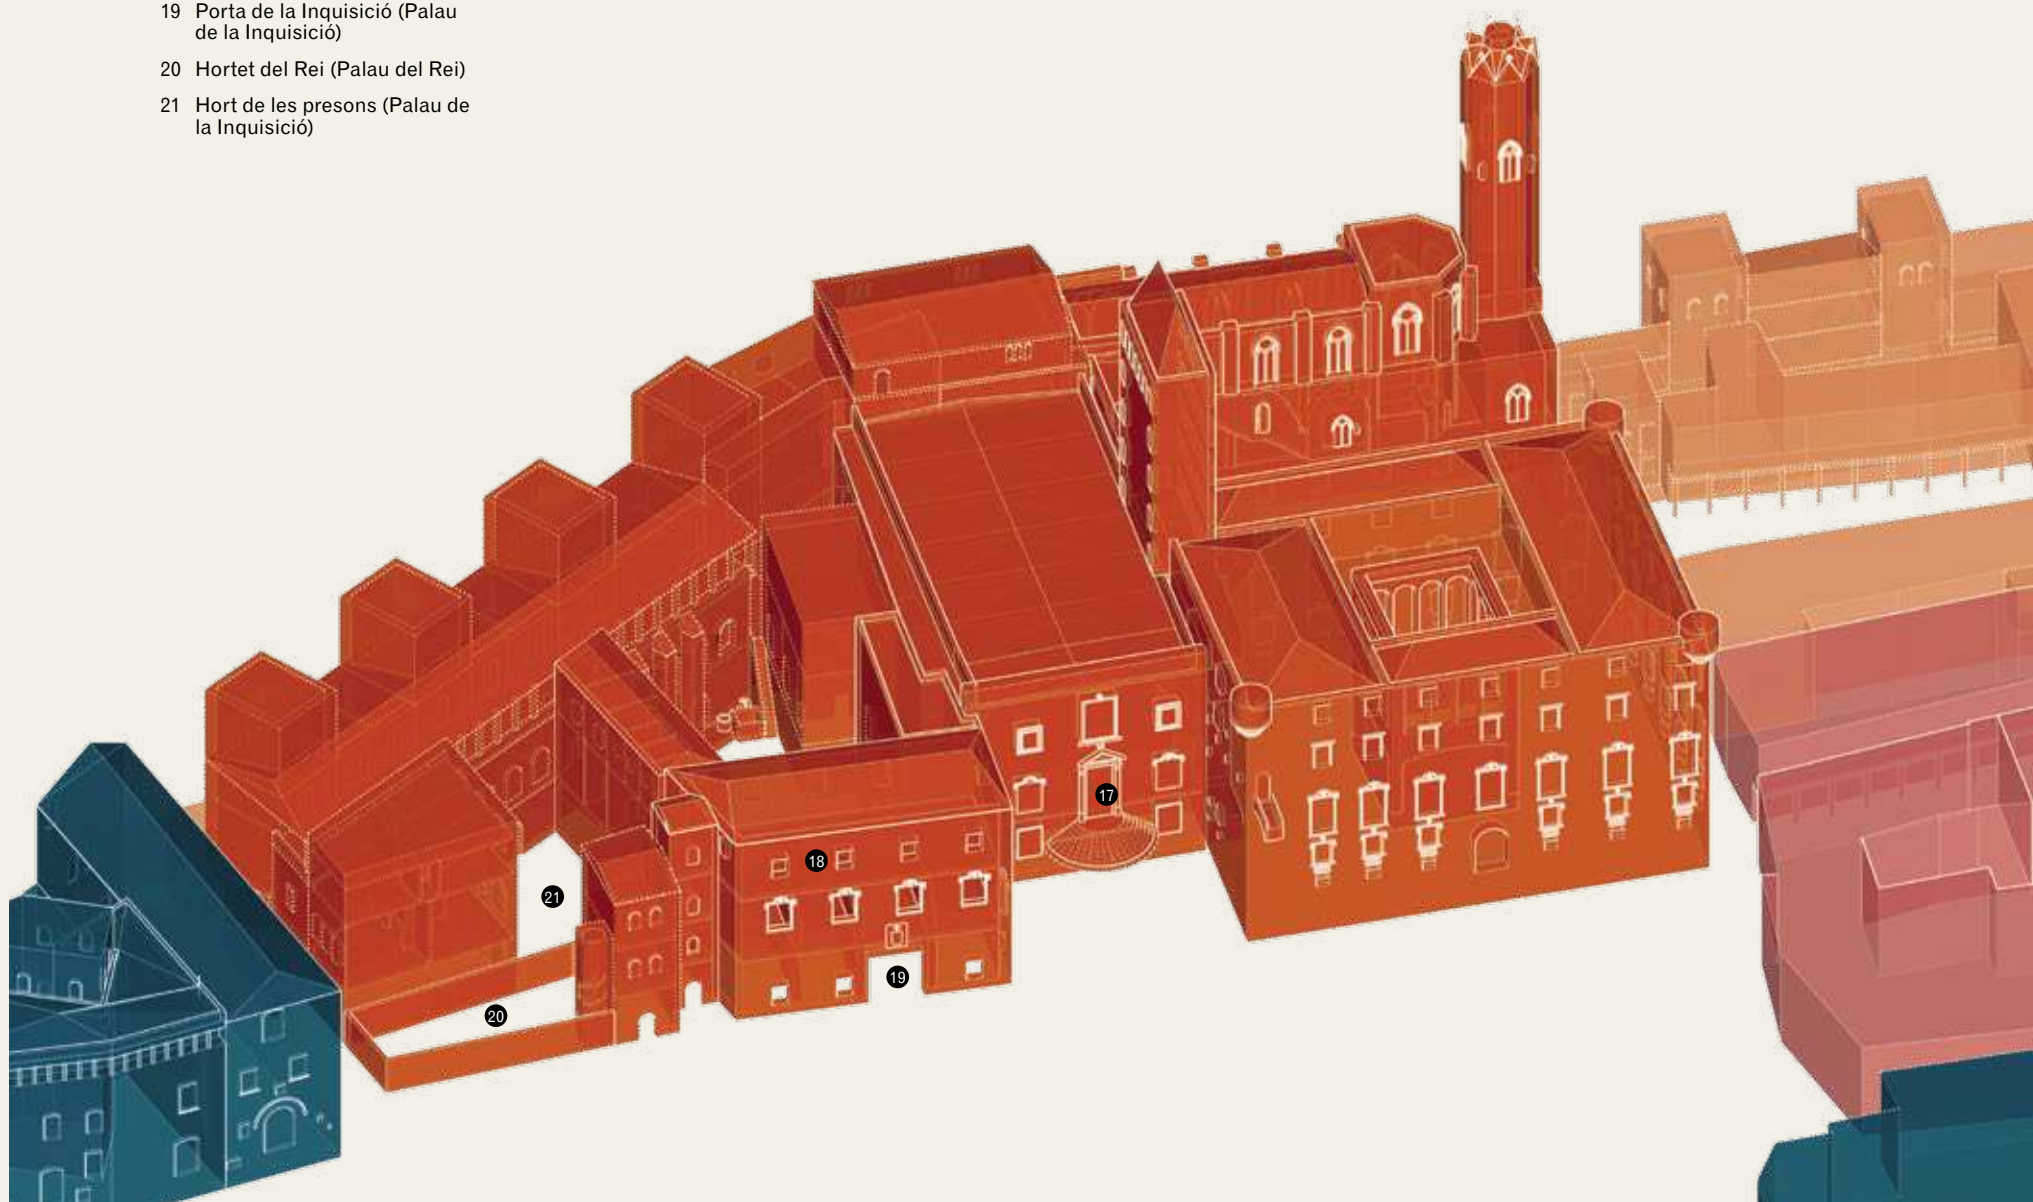 19 Porta de la Inquisició (Palau
de la Inquisició)
20 Hortet del Rei (Palau del Rei)
21 Hort de les presons (Palau de
la Inquisició)
17
18
21
19
20